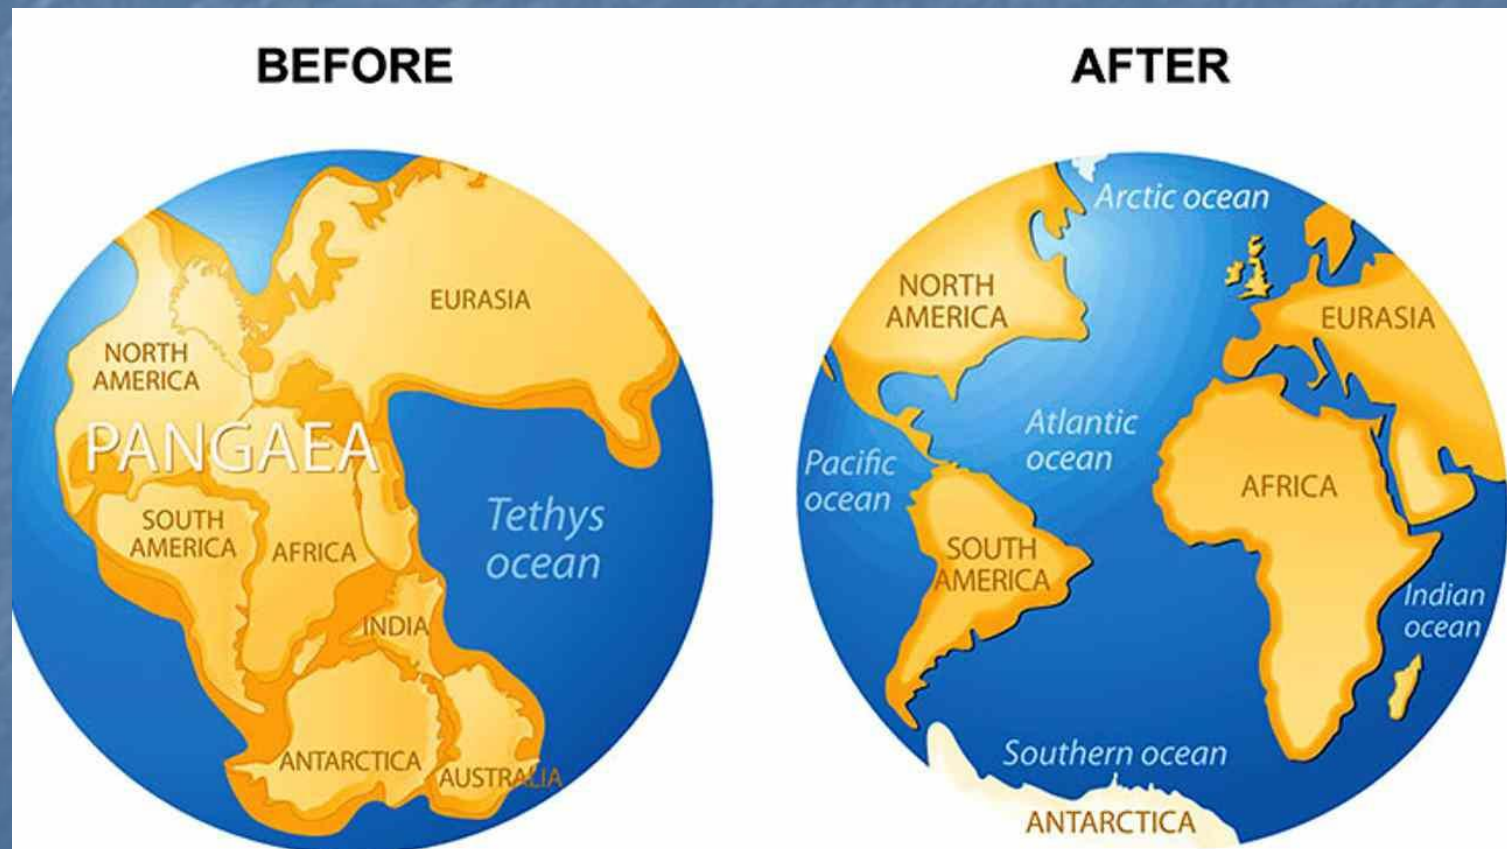 BEFORE
EURASIA
NORTH
AMERICA
PANGAEA
SOUTH
AMERICA
AFRICA
Tethys
ocean
INDIA
ANTARCTICA
AUSTRALIA
AFTER
Arctic ocean
NORTH
AMERICA
EURASIA
Atlantic
ocean
Pacific
ocean
AFRICA
SOUTH
AMERICA
Indian
ocean
Southern ocean
ANTARCTICA